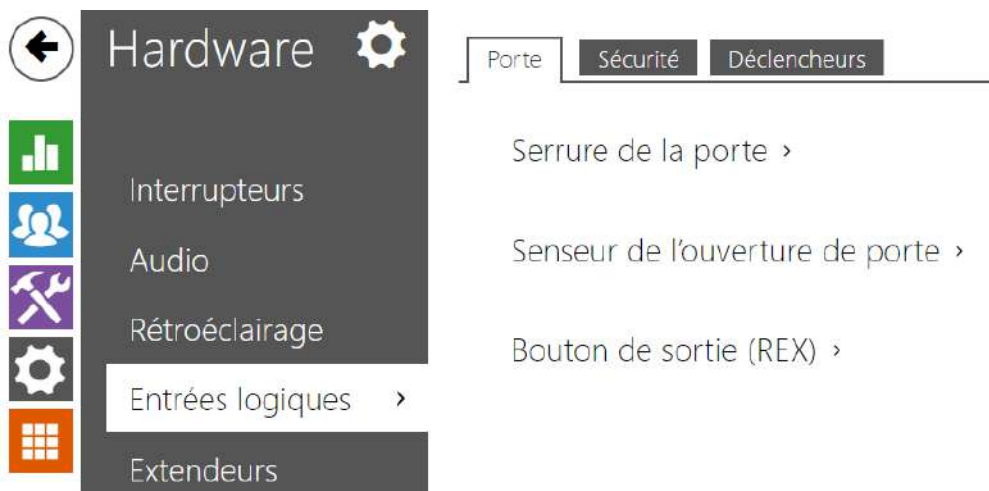 Hardware
Interrupteurs
Audio
Rétroéclairage
Entrées logiques
Extendeurs
Porte
Sécurité
Déclencheurs
Serrure de la porte
Senseur de l'ouverture de porte
Bouton de sortie (REX)